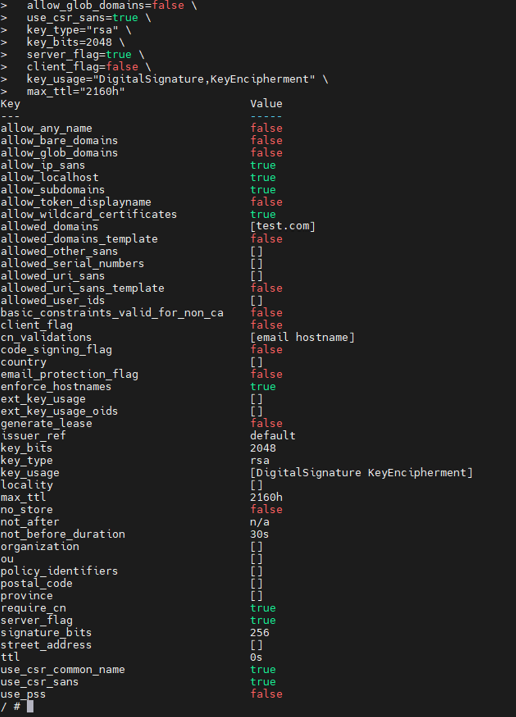 >   allow_glob_domains=false \
>   use_csr_sans=true \
>   key_type="rsa" \
>   key_bits=2048 \
>   server_flag=true \
>   client_flag=false \
>   key_usage="DigitalSignature,KeyEncipherment" \
>   max_ttl="2160h"
Key                                   Value
---                                   -----
allow_any_name                        false
allow_bare_domains                    false
allow_glob_domains                    false
allow_ip_sans                         true
allow_localhost                       true
allow_subdomains                      true
allow_token_displayname               false
allow_wildcard_certificates           true
allowed_domains                       [test.com]
allowed_domains_template              false
allowed_other_sans                    []
allowed_serial_numbers                []
allowed_uri_sans                      []
allowed_uri_sans_template             false
allowed_user_ids                      []
basic_constraints_valid_for_non_ca    false
client_flag                           false
cn_validations                        [email hostname]
code_signing_flag                     false
country                               []
email_protection_flag                 false
enforce_hostnames                     true
ext_key_usage                         []
ext_key_usage_oids                    []
generate_lease                        false
issuer_ref                            default
key_bits                              2048
key_type                              rsa
key_usage                             [DigitalSignature KeyEncipherment]
locality                              []
max_ttl                               2160h
no_store                              false
not_after                             n/a
not_before_duration                   30s
organization                          []
ou                                    []
policy_identifiers                    []
postal_code                           []
province                              []
require_cn                            true
server_flag                           true
signature_bits                        256
street_address                        []
ttl                                   0s
use_csr_common_name                   true
use_csr_sans                          true
use_pss                               false
/ #